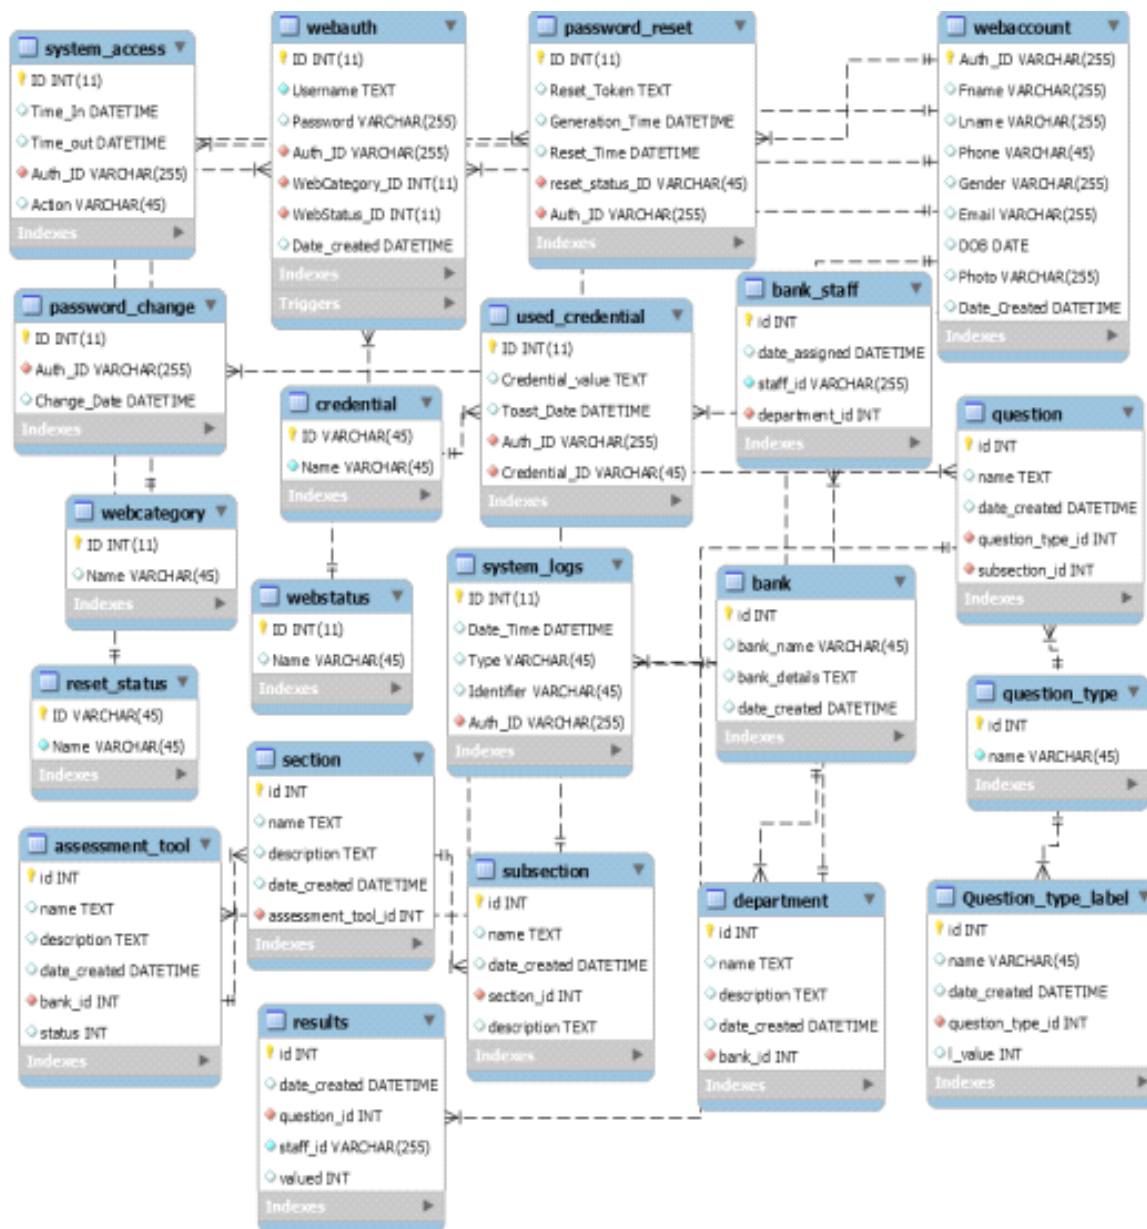 system_access
ID INT(11)
Time_In DATETIME
Time_out DATETIME
Auth_ID VARCHAR(255)
Action VARCHAR(45)
Indexes
webauth
ID INT(11)
Username TEXT
Password VARCHAR(255)
Auth_ID VARCHAR(255)
WebCategory_ID INT(11)
WebStatus_ID INT(11)
Date_created DATETIME
Indexes
Triggers
password_reset
ID INT(11)
Reset_Token TEXT
Generation_Time DATETIME
Reset_Time DATETIME
reset_status_ID VARCHAR(45)
Auth_ID VARCHAR(255)
Indexes
webaccount
Auth_ID VARCHAR(255)
Fname VARCHAR(255)
Lname VARCHAR(255)
Phone VARCHAR(45)
Gender VARCHAR(255)
Email VARCHAR(255)
DOB DATE
Photo VARCHAR(255)
Date_Created DATETIME
Indexes
password_change
ID INT(11)
Auth_ID VARCHAR(255)
Change_Date DATETIME
Indexes
credential
ID VARCHAR(45)
Name VARCHAR(45)
Indexes
used_credential
ID INT(11)
Credential_value TEXT
Toast_Date DATETIME
Auth_ID VARCHAR(255)
Credential_ID VARCHAR(45)
Indexes
bank_staff
id INT
date_assigned DATETIME
staff_id VARCHAR(255)
department_id INT
Indexes
question
id INT
name TEXT
date_created DATETIME
question_type_id INT
subsection_id INT
Indexes
webcategory
ID INT(11)
Name VARCHAR(45)
Indexes
webstatus
ID INT(11)
Name VARCHAR(45)
Indexes
system_logs
ID INT(11)
Date_Time DATETIME
Type VARCHAR(45)
Identifier VARCHAR(45)
Auth_ID VARCHAR(255)
Indexes
bank
id INT
bank_name VARCHAR(45)
bank_details TEXT
date_created DATETIME
Indexes
question_type
id INT
name VARCHAR(45)
Indexes
reset_status
ID VARCHAR(45)
Name VARCHAR(45)
Indexes
section
id INT
name TEXT
description TEXT
date_created DATETIME
assessment_tool_id INT
Indexes
assessment_tool
id INT
name TEXT
description TEXT
date_created DATETIME
bank_id INT
status INT
Indexes
subsection
id INT
name TEXT
date_created DATETIME
section_id INT
description TEXT
Indexes
department
id INT
name TEXT
description TEXT
date_created DATETIME
bank_id INT
Indexes
Question_type_label
id INT
name VARCHAR(45)
date_created DATETIME
question_type_id INT
l_value INT
Indexes
results
id INT
date_created DATETIME
question_id INT
staff_id VARCHAR(255)
valued INT
Indexes